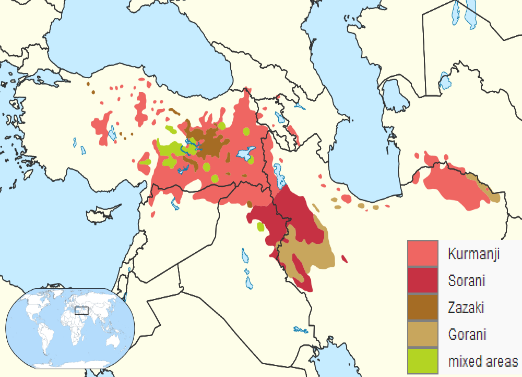 Kurmanji
Sorani
Zazaki
Gorani
mixed areas